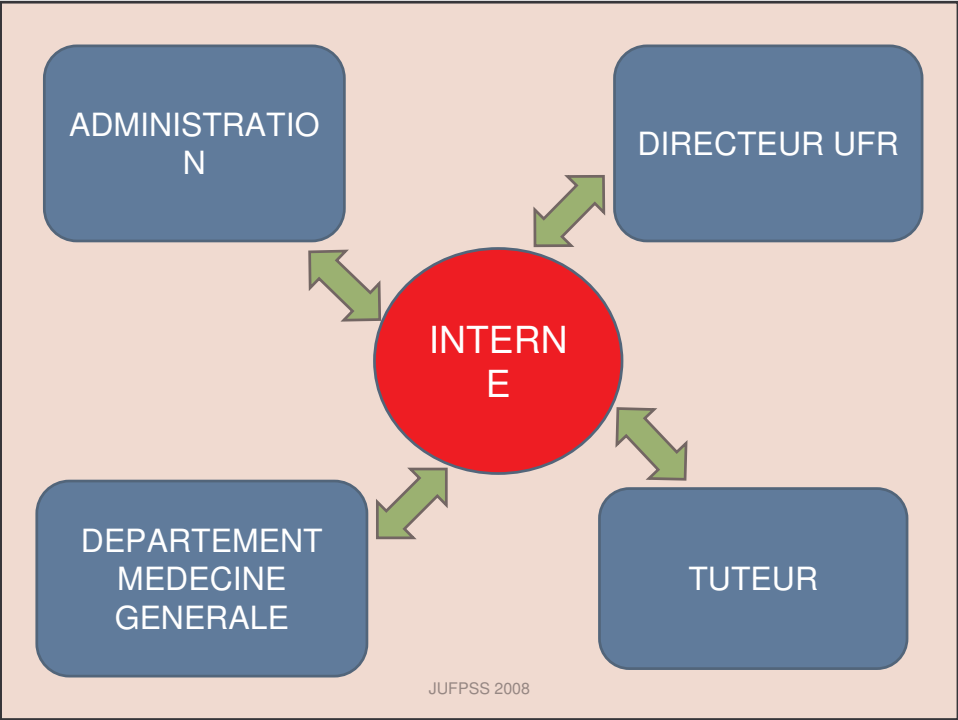 ADMINISTRATIO
N
DIRECTEUR UFR
INTERN
E
DEPARTEMENT
MEDECINE
GENERALE
TUTEUR
JUFPSS 2008